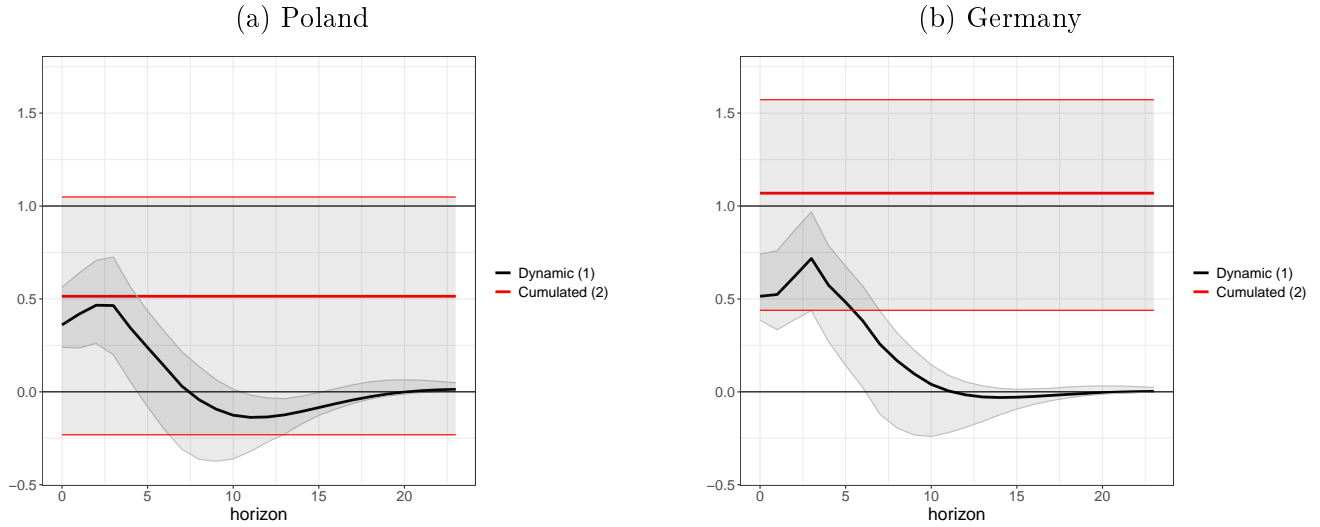 (a) Poland
1.5
1.0
0.5
0.0
−0.5
0 5 10 15 20
horizon
Dynamic (1)
Cumulated (2)
(b) Germany
1.5
1.0
0.5
0.0
−0.5
0 5 10 15 20
horizon
Dynamic (1)
Cumulated (2)